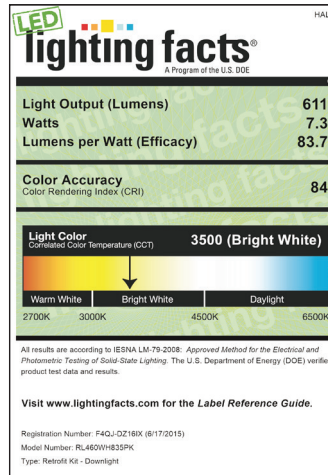 LED
HAL
lighting facts®
A Program of the U.S. DOE
Light Output (Lumens) 611
Watts 7.3
Lumens per Watt (Efficacy) 83.7
Color Accuracy 84
Color Rendering Index (CRI)
Light Color 3500 (Bright White)
Correlated Color Temperature (CCT)
Warm White Bright White Daylight
2700K 3000K 4500K 6500K
All results are according to IESNA LM-79-2008: Approved Method for the Electrical and
Photometric Testing of Solid-State Lighting. The U.S. Department of Energy (DOE) verifie
product test data and results.
Visit www.lightingfacts.com for the Label Reference Guide.
Registration Number: F4QJ-DZ16IX (6/17/2015)
Model Number: RL460WH835PK
Type: Retrofit Kit - Downlight